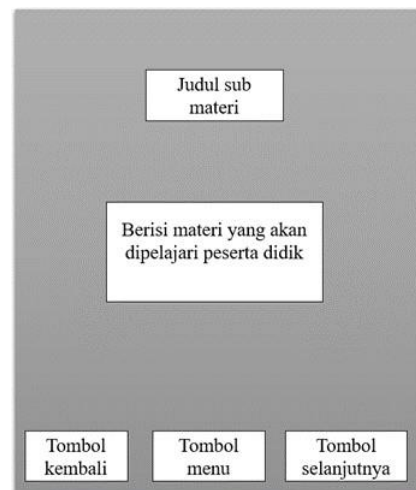 Judul sub
materi
Berisi materi yang akan
dipelajari peserta didik
Tombol
kembali
Tombol
menu
Tombol
selanjutnya